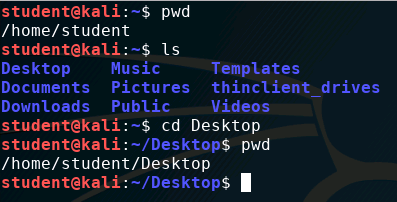 student@kali:~$ pwd
/home/student
student@kali:~$ ls
Desktop    Music     Templates
Documents  Pictures  thinclient_drives
Downloads  Public    Videos
student@kali:~$ cd Desktop
student@kali:~/Desktop$ pwd
/home/student/Desktop
student@kali:~/Desktop$